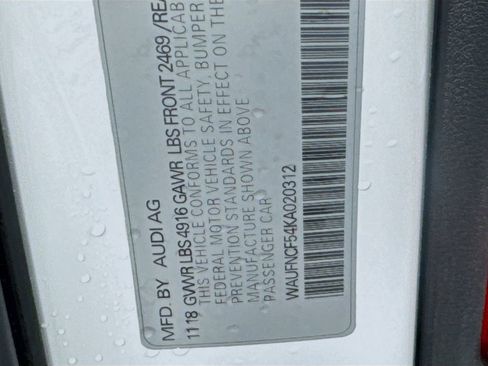 MFD. BY AUDI AG
11 18 GVWR LBS 4916 GAWR LBS FRONT 2469 / REA
THIS VEHICLE CONFORMS TO ALL APPLICAB
FEDERAL MOTOR VEHICLE SAFETY, BUMPER
PREVENTION STANDARDS IN EFFECT ON THE
MANUFACTURE SHOWN ABOVE
PASSENGER CAR
WAUFNCF54KA020312